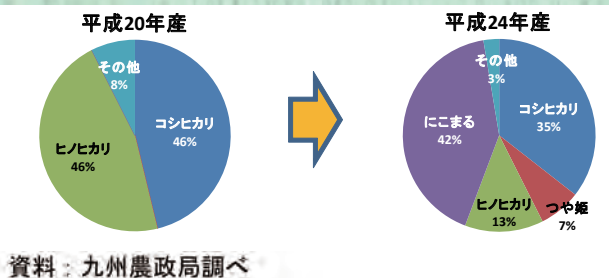 平成20年産
その他
8%
コシヒカリ
46%
ヒノヒカリ
46%
平成24年産
その他
3%
コシヒカリ
35%
にこまる
42%
ヒノヒカリ
13%
つや姫
7%
資料：九州農政局調べ